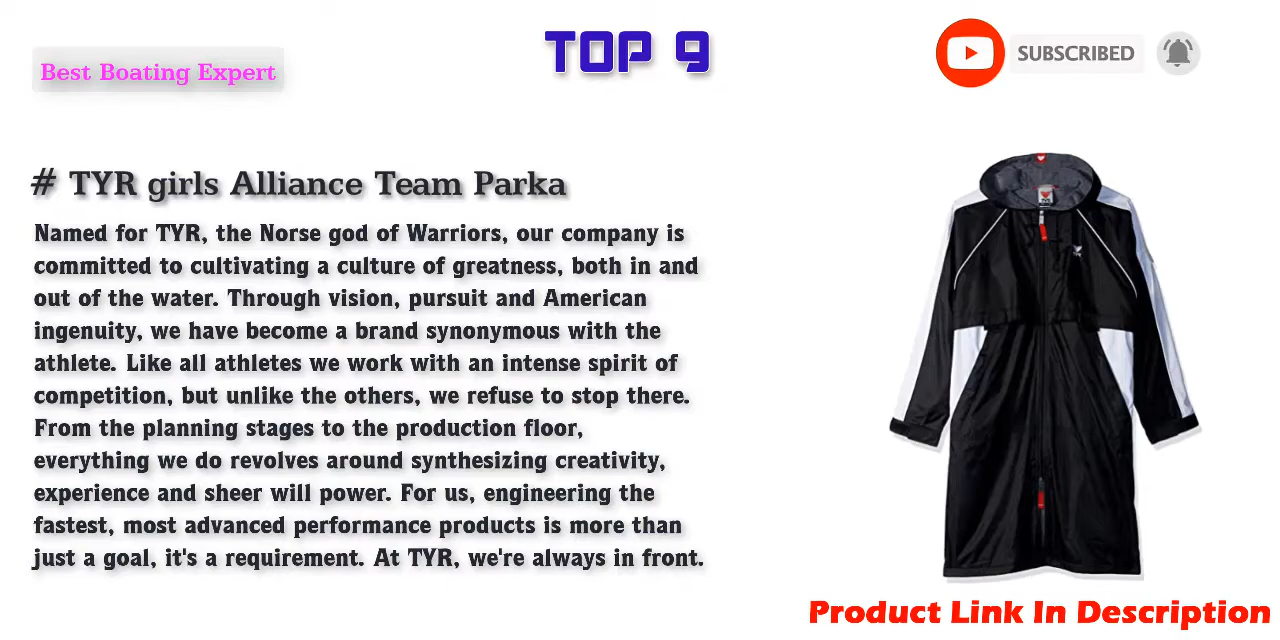 TOP 9
Best Boating Expert
SUBSCRIBED
# TYR girls Alliance Team Parka
Named for TYR, the Norse god of Warriors, our company is
committed to cultivating a culture of greatness, both in and
out of the water. Through vision, pursuit and American
ingenuity, we have become a brand synonymous with the
athlete. Like all athletes we work with an intense spirit of
competition, but unlike the others, we refuse to stop there.
From the planning stages to the production floor,
everything we do revolves around synthesizing creativity,
experience and sheer will power. For us, engineering the
fastest, most advanced performance products is more than
just a goal, it's a requirement. At TYR, we're always in front.
Product Link In Description